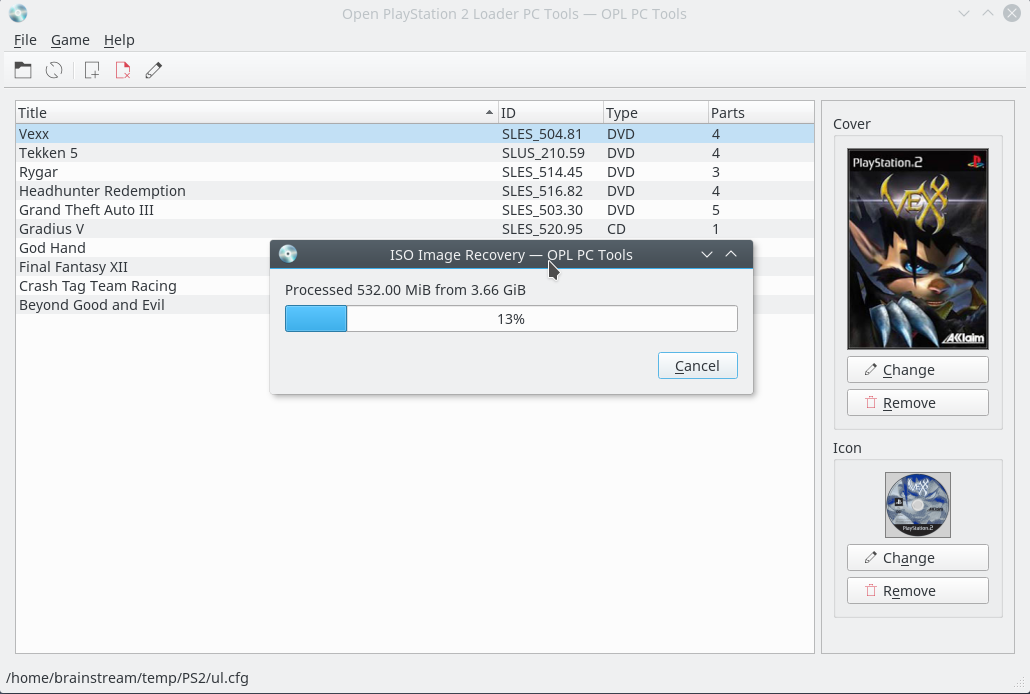 Open PlayStation 2 Loader PC Tools — OPL PC Tools
File Game Help
Title ID Type Parts
Vexx SLES_504.81 DVD 4
Tekken 5 SLUS_210.59 DVD 4
Rygar SLES_514.45 DVD 3
Headhunter Redemption SLES_516.82 DVD 4
Grand Theft Auto III SLES_503.30 DVD 5
Gradius V SLES_520.95 CD 1
God Hand
Final Fantasy XII
Crash Tag Team Racing
Beyond Good and Evil
ISO Image Recovery — OPL PC Tools
Processed 532.00 MiB from 3.66 GiB
13%
Cancel
Cover
PlayStation.2
VEXX
AKklaim
Change
Remove
Icon
VEXX
AKklaim
PlayStation.2
Change
Remove
/home/brainstream/temp/PS2/ul.cfg